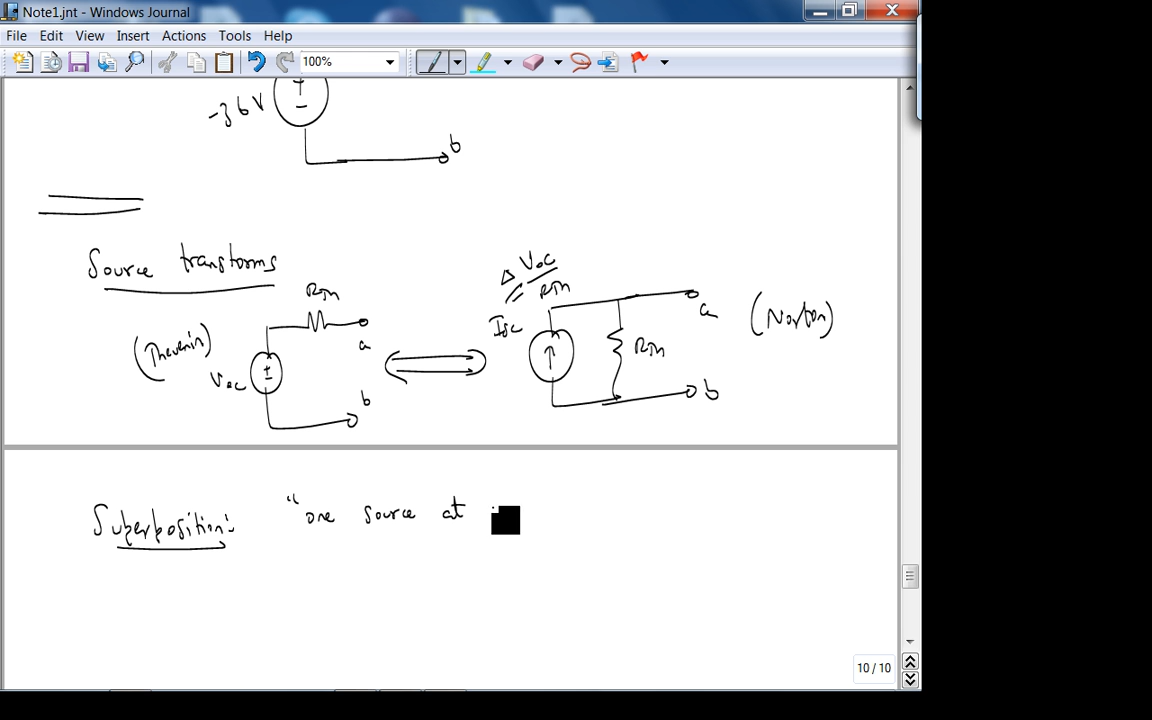 Note1.jnt - Windows Journal
File Edit View Insert Actions Tools Help
100%
-36V
+
-
b
Source transforms
(Thevenin)
RTh
a
Voc
+
-
b
Isc
≜ Voc/RTh
RTh
a
b
(Norton)
Superposition:
"one source at
10 / 10